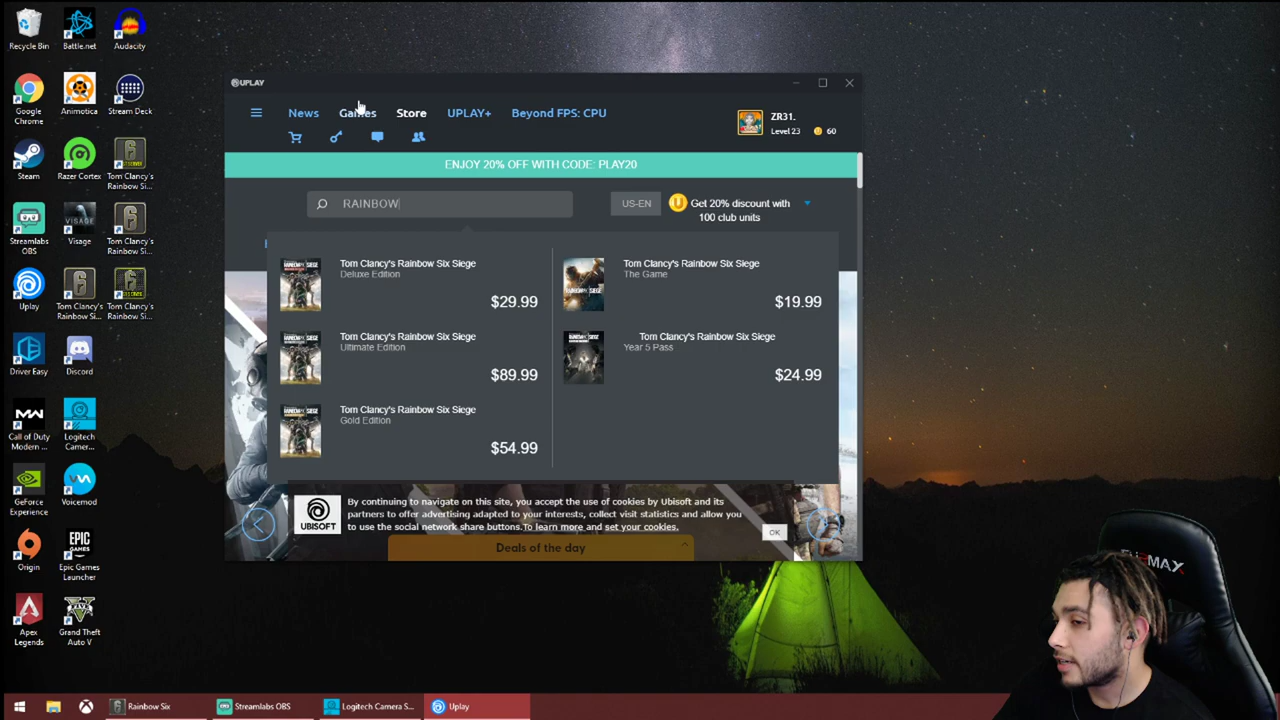 Recycle Bin
Battle.net
Audacity
Google Chrome
Animotica
Stream Deck
Steam
Razer Cortex
Tom Clancy's Rainbow Si...
Streamlabs OBS
Visage
Tom Clancy's Rainbow Si...
Uplay
Tom Clancy's Rainbow Si...
Tom Clancy's Rainbow Si...
Driver Easy
Discord
Call of Duty Modern ...
Logitech Camer...
GeForce Experience
Voicemod
Origin
Epic Games Launcher
Apex Legends
Grand Theft Auto V
UPLAY
News Games Store UPLAY+ Beyond FPS: CPU
ZR31.
Level 23 60
ENJOY 20% OFF WITH CODE: PLAY20
RAINBOW
US-EN
Get 20% discount with
100 club units
Tom Clancy's Rainbow Six Siege
Deluxe Edition
$29.99
Tom Clancy's Rainbow Six Siege
The Game
$19.99
Tom Clancy's Rainbow Six Siege
Ultimate Edition
$89.99
Tom Clancy's Rainbow Six Siege
Year 5 Pass
$24.99
Tom Clancy's Rainbow Six Siege
Gold Edition
$54.99
UBISOFT
By continuing to navigate on this site, you accept the use of cookies by Ubisoft and its
partners to offer advertising adapted to your interests, collect visit statistics and allow you
to use the social network share buttons.To learn more and set your cookies.
OK
Deals of the day
Rainbow Six
Streamlabs OBS
Logitech Camera S...
Uplay